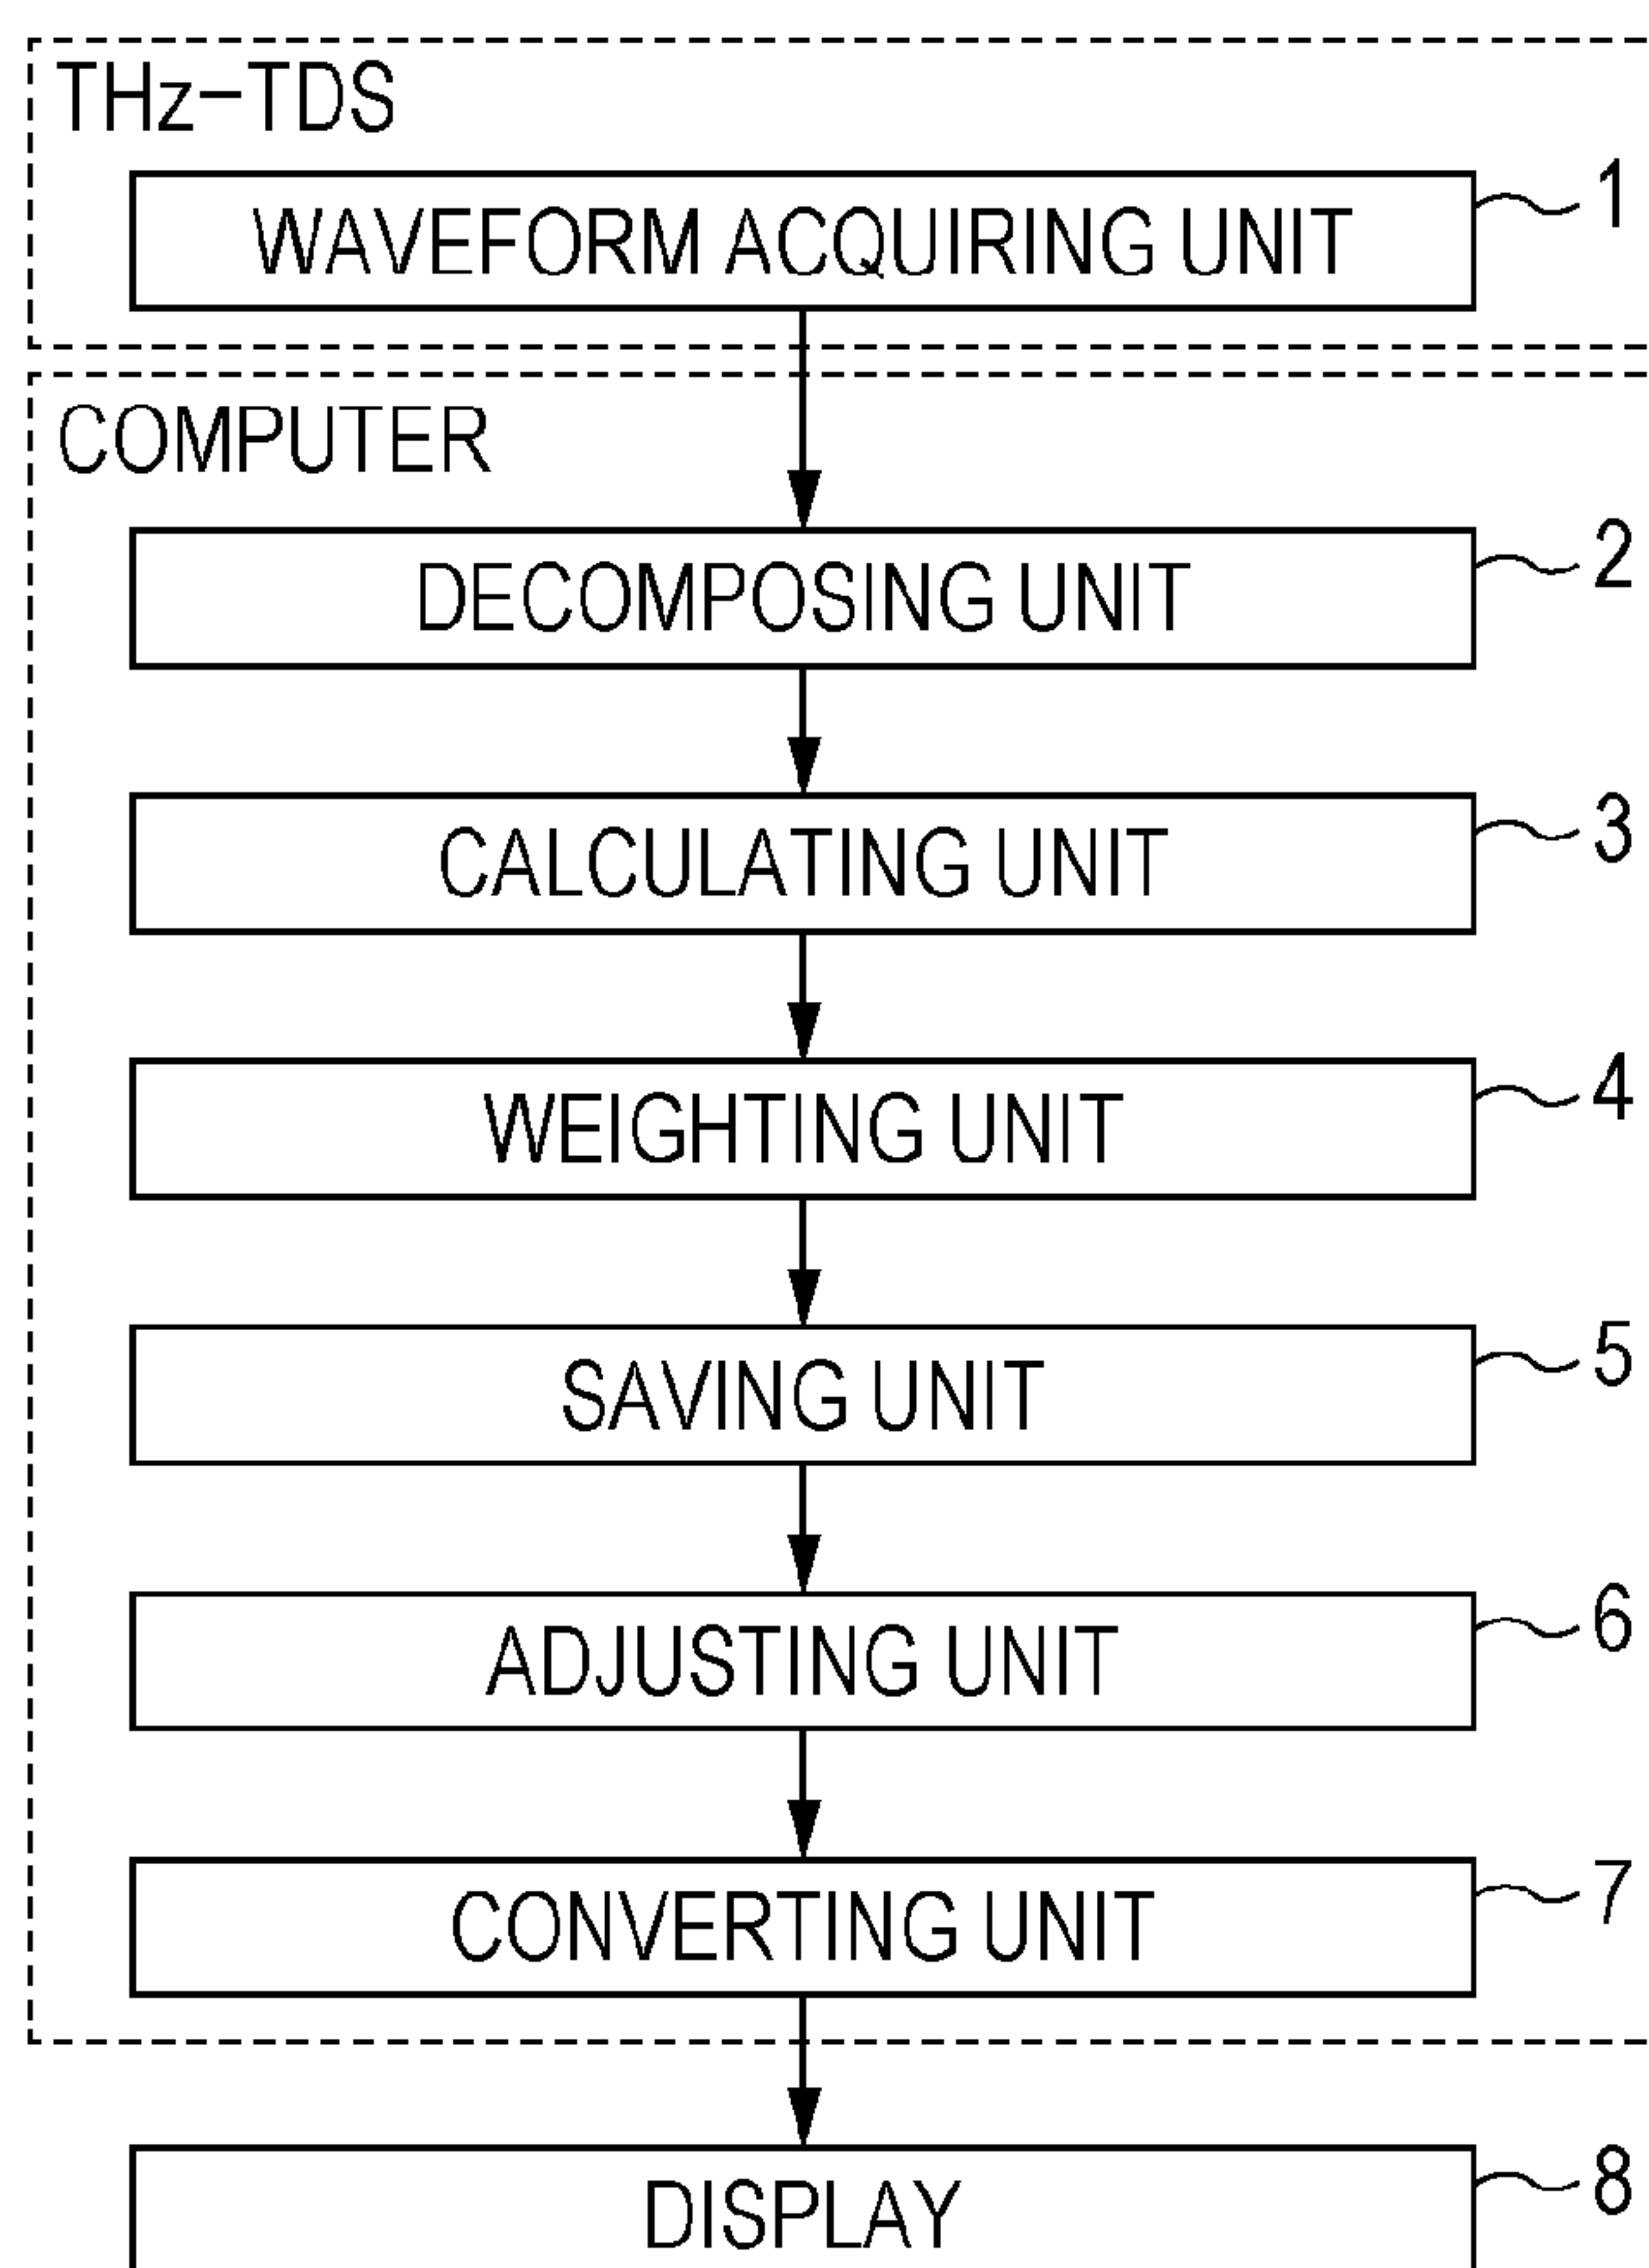 THz-TDS
WAVEFORM ACQUIRING UNIT 1
COMPUTER
DECOMPOSING UNIT 2
CALCULATING UNIT 3
WEIGHTING UNIT 4
SAVING UNIT 5
ADJUSTING UNIT 6
CONVERTING UNIT 7
DISPLAY 8